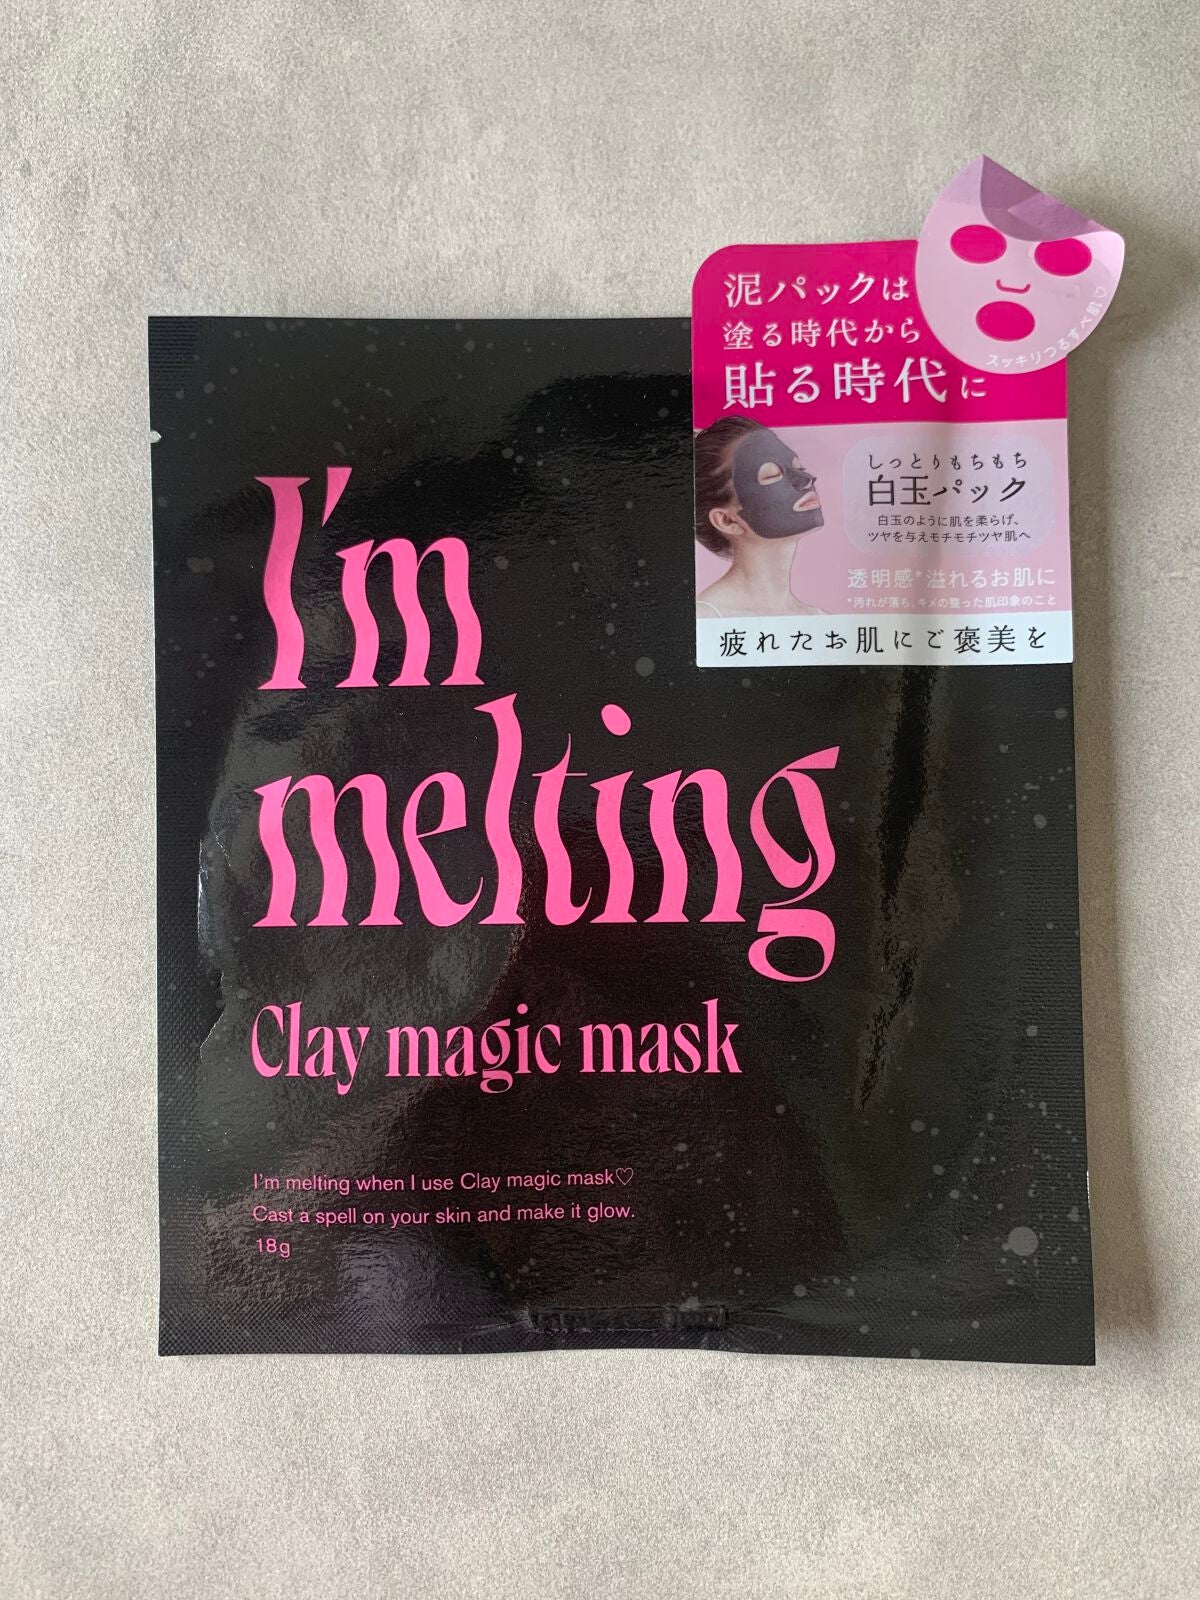 泥パックは
塗る時代から
貼る時代に
スッキリつるすべ肌♡
しっとりもちもち
白玉パック
白玉のように肌を柔らげ、
ツヤを与えモチモチツヤ肌へ
透明感*溢れるお肌に
*汚れが落ち、キメの整った肌印象のこと
疲れたお肌にご褒美を
I'm
melting
Clay magic mask
I'm melting when I use Clay magic mask♡
Cast a spell on your skin and make it glow.
18g